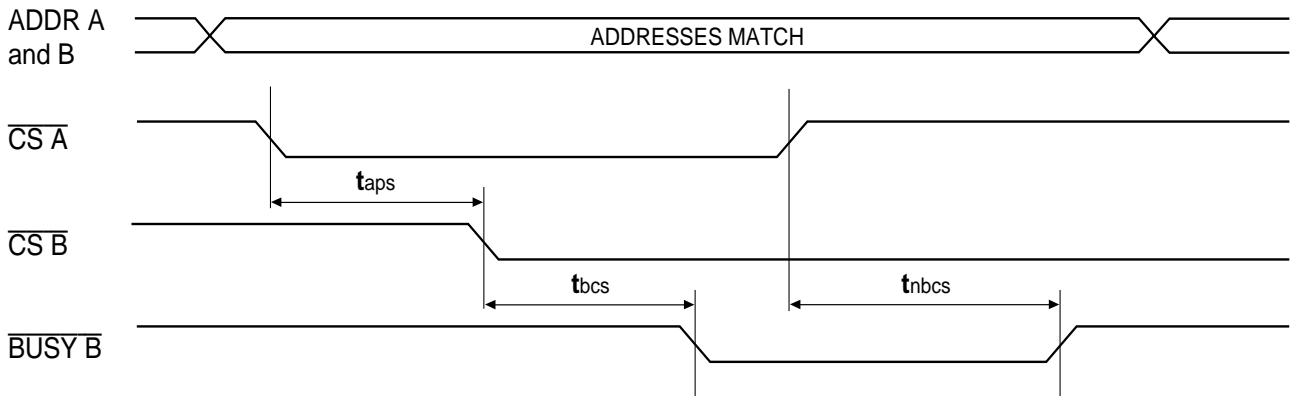 ADDR A
and B
ADDRESSES MATCH
CS A
taps
CS B
tbcs
tnbcs
BUSY B